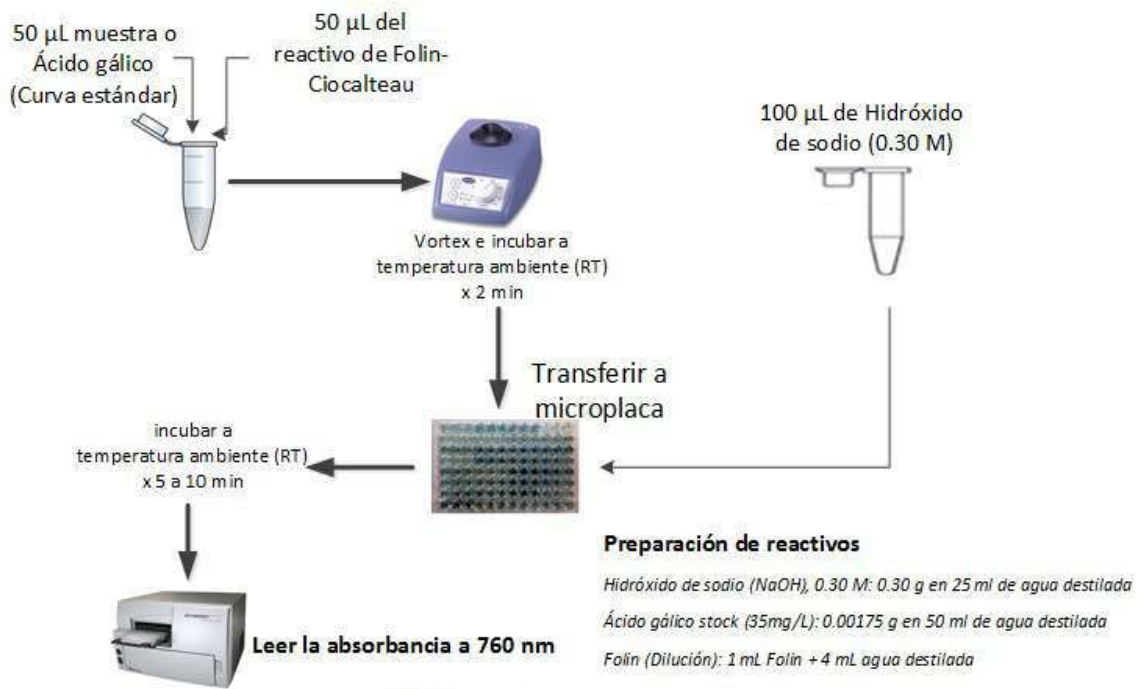 50 µL muestra o
Ácido gálico
(Curva estándar)
50 µL del
reactivo de Folin-
Ciocalteau
100 µL de Hidróxido
de sodio (0.30 M)
Vortex e incubar a
temperatura ambiente (RT)
x 2 min
Transferir a
microplaca
incubar a
temperatura ambiente (RT)
x 5 a 10 min
Leer la absorbancia a 760 nm
Preparación de reactivos
Hidróxido de sodio (NaOH), 0.30 M: 0.30 g en 25 ml de agua destilada
Ácido gálico stock (35mg/L): 0.00175 g en 50 ml de agua destilada
Folin (Dilución): 1 mL Folin + 4 mL agua destilada